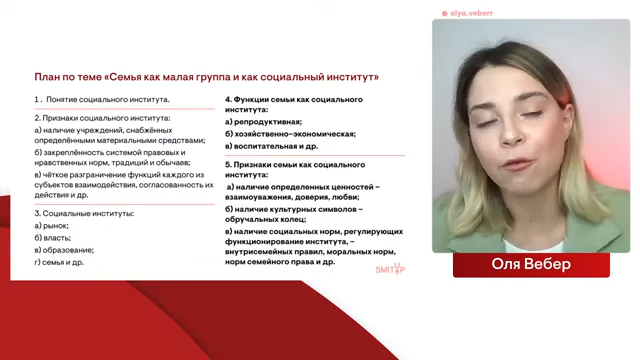 olya.veberr
План по теме «Семья как малая группа и как социальный институт»
1. Понятие социального института.
2. Признаки социального института:
а) наличие учреждений, снабжённых
определёнными материальными средствами;
б) закреплённость системой правовых и
нравственных норм, традиций и обычаев;
в) чёткое разграничение функций каждого из
субъектов взаимодействия, согласованность их
действия и др.
3. Социальные институты:
а) рынок;
б) власть;
в) образование;
г) семья и др.
4. Функции семьи как социального
института:
а) репродуктивная;
б) хозяйственно–экономическая;
в) воспитательная и др.
5. Признаки семьи как социального
института:
а) наличие определенных ценностей –
взаимоуважения, доверия, любви;
б) наличие культурных символов –
обручальных колец;
в) наличие социальных норм, регулирующих
функционирование института, –
внутрисемейных правил, моральных норм,
норм семейного права и др.
SMITUP
Оля Вебер